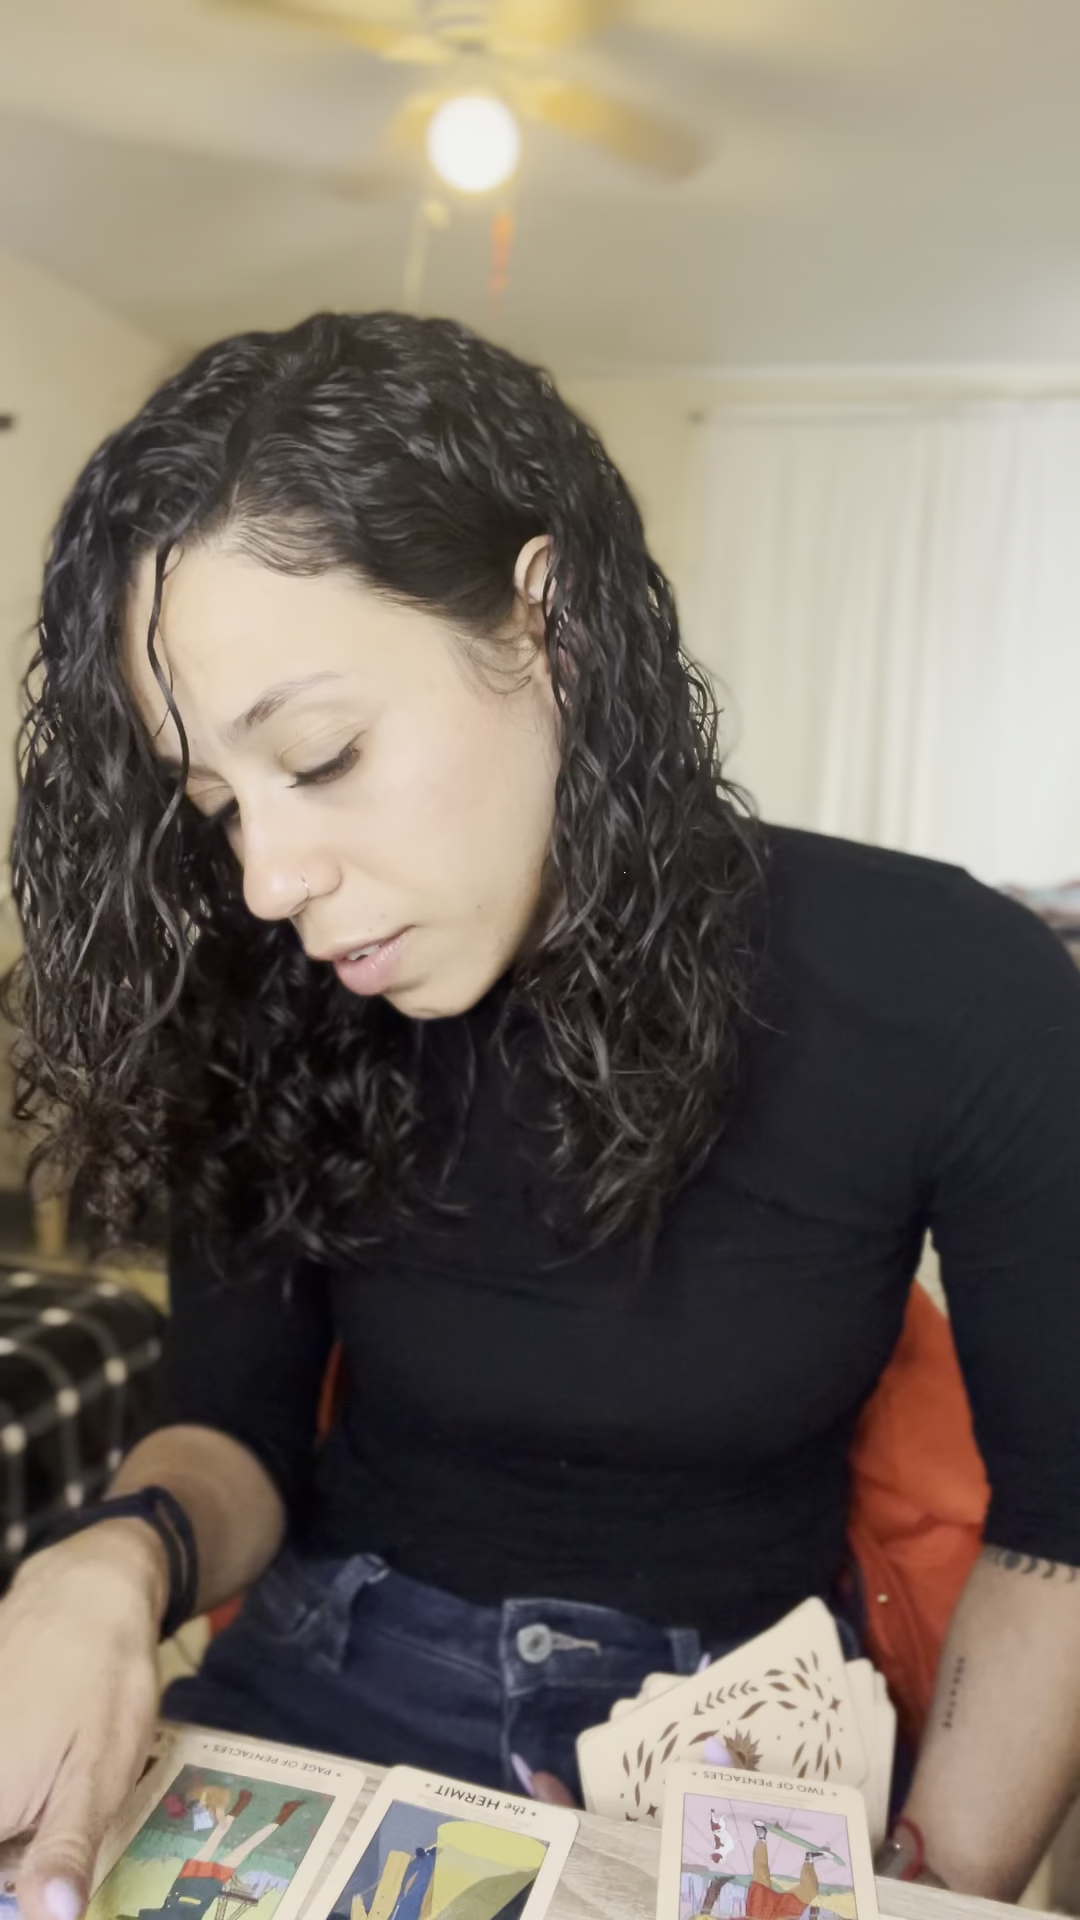 • PAGE OF PENTACLES •
• the HERMIT •
• TWO OF PENTACLES •